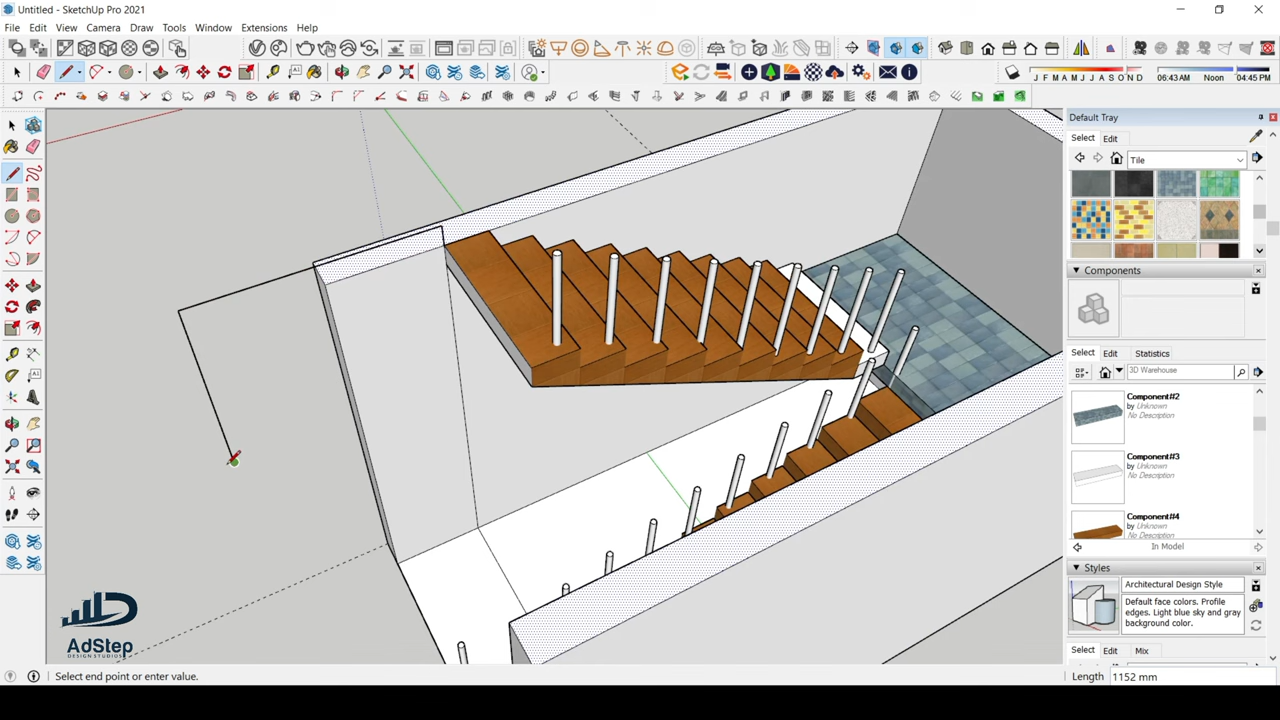 Untitled - SketchUp Pro 2021
File Edit View Camera Draw Tools Window Extensions Help
J F M A M J J A S O N D
06:43 AM Noon 04:45 PM
Default Tray
Select Edit
Tile
Components
Select Edit Statistics
3D Warehouse
Component#2
by Unknown
No Description
Component#3
by Unknown
No Description
Component#4
by Unknown
No Description
In Model
Styles
Architectural Design Style
Default face colors. Profile
edges. Light blue sky and gray
background color.
Select Edit Mix
AdStep
DESIGN STUDIOS
Select end point or enter value.
Length 1152 mm